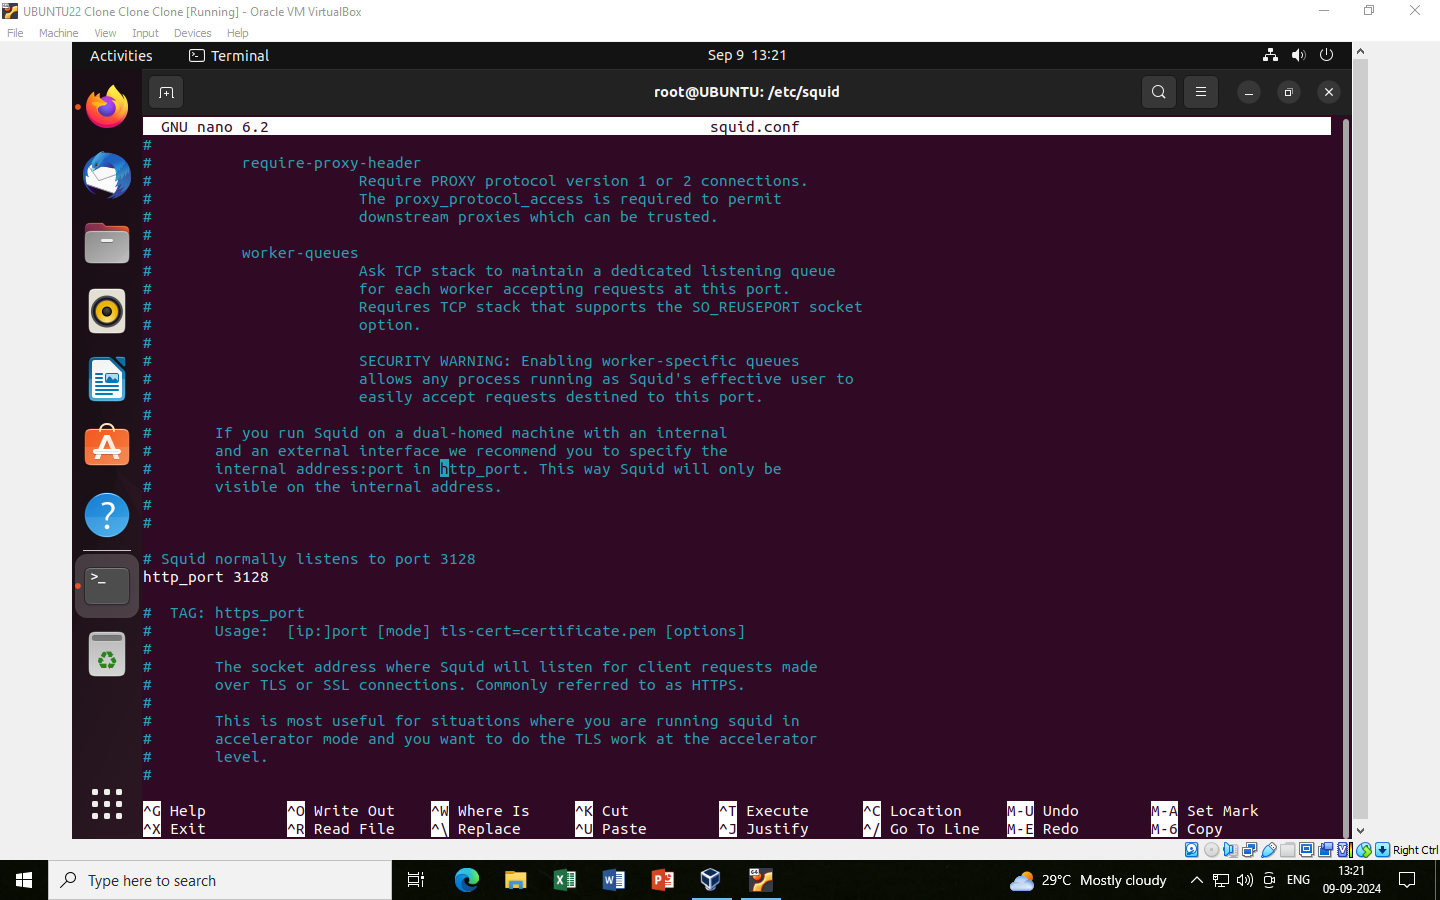 UBUNTU22 Clone Clone Clone [Running] - Oracle VM VirtualBox
File Machine View Input Devices Help
Activities Terminal Sep 9 13:21
root@UBUNTU: /etc/squid
GNU nano 6.2 squid.conf
#
# require-proxy-header
# Require PROXY protocol version 1 or 2 connections.
# The proxy_protocol_access is required to permit
# downstream proxies which can be trusted.
#
# worker-queues
# Ask TCP stack to maintain a dedicated listening queue
# for each worker accepting requests at this port.
# Requires TCP stack that supports the SO_REUSEPORT socket
# option.
#
# SECURITY WARNING: Enabling worker-specific queues
# allows any process running as Squid's effective user to
# easily accept requests destined to this port.
#
# If you run Squid on a dual-homed machine with an internal
# and an external interface we recommend you to specify the
# internal address:port in http_port. This way Squid will only be
# visible on the internal address.
#
#
# Squid normally listens to port 3128
http_port 3128
# TAG: https_port
# Usage: [ip:]port [mode] tls-cert=certificate.pem [options]
#
# The socket address where Squid will listen for client requests made
# over TLS or SSL connections. Commonly referred to as HTTPS.
#
# This is most useful for situations where you are running squid in
# accelerator mode and you want to do the TLS work at the accelerator
# level.
#
^G Help ^O Write Out ^W Where Is ^K Cut ^T Execute ^C Location M-U Undo M-A Set Mark
^X Exit ^R Read File ^\ Replace ^U Paste ^J Justify ^/ Go To Line M-E Redo M-6 Copy
Right Ctrl
Type here to search
29°C Mostly cloudy
ENG
13:21
09-09-2024